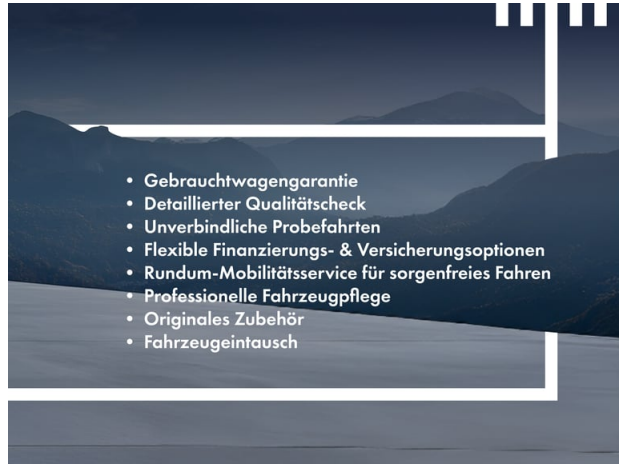 • Gebrauchtwagengarantie
• Detaillierter Qualitätscheck
• Unverbindliche Probefahrten
• Flexible Finanzierungs- & Versicherungsoptionen
• Rundum-Mobilitätsservice für sorgenfreies Fahren
• Professionelle Fahrzeugpflege
• Originales Zubehör
• Fahrzeugeintausch